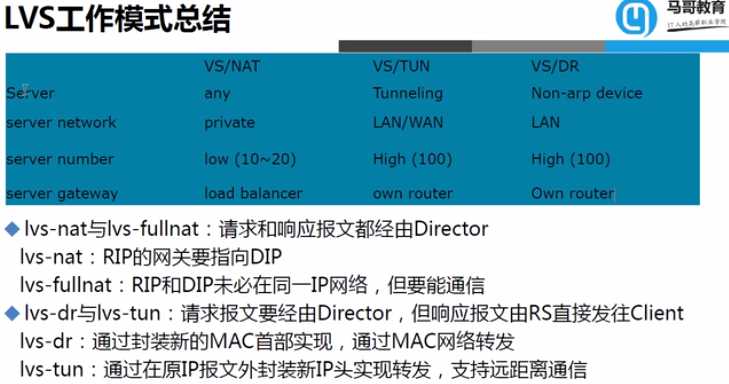 LVS工作模式总结
马哥教育
IT人的高薪职业学院
VS/NAT VS/TUN VS/DR
Server any Tunneling Non-arp device
server network private LAN/WAN LAN
server number low (10~20) High (100) High (100)
server gateway load balancer own router Own router
lvs-nat与lvs-fullnat：请求和响应报文都经由Director
lvs-nat：RIP的网关要指向DIP
lvs-fullnat：RIP和DIP未必在同一IP网络，但要能通信
lvs-dr与lvs-tun：请求报文要经由Director，但响应报文由RS直接发往Client
lvs-dr：通过封装新的MAC首部实现，通过MAC网络转发
lvs-tun：通过在原IP报文外封装新IP头实现转发，支持远距离通信